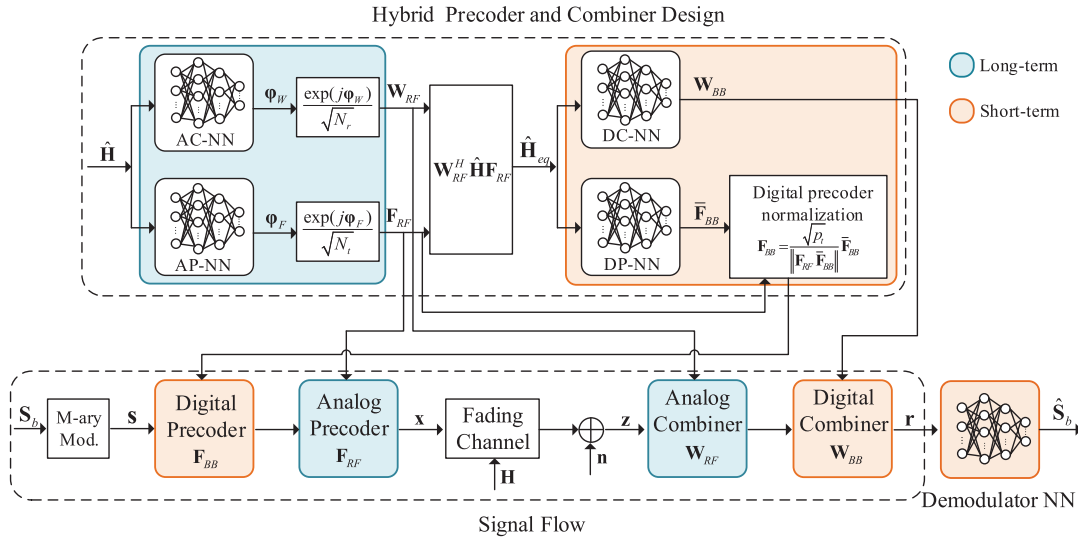 Hybrid Precoder and Combiner Design
Long-term
Short-term
Ĥ
AC-NN
φ_W
exp(jφ_W)
√N_r
W_RF
AP-NN
φ_F
exp(jφ_F)
√N_t
F_RF
W_RF^H ĤF_RF
Ĥ_eq
DC-NN
W_BB
DP-NN
F̄_BB
Digital precoder
normalization
F_BB = √p_t / ‖F_RF F̄_BB‖ F̄_BB
S_b
M-ary
Mod.
s
Digital
Precoder
F_BB
Analog
Precoder
F_RF
x
Fading
Channel
H
n
z
Analog
Combiner
W_RF
Digital
Combiner
W_BB
r
Ŝ_b
Demodulator NN
Signal Flow